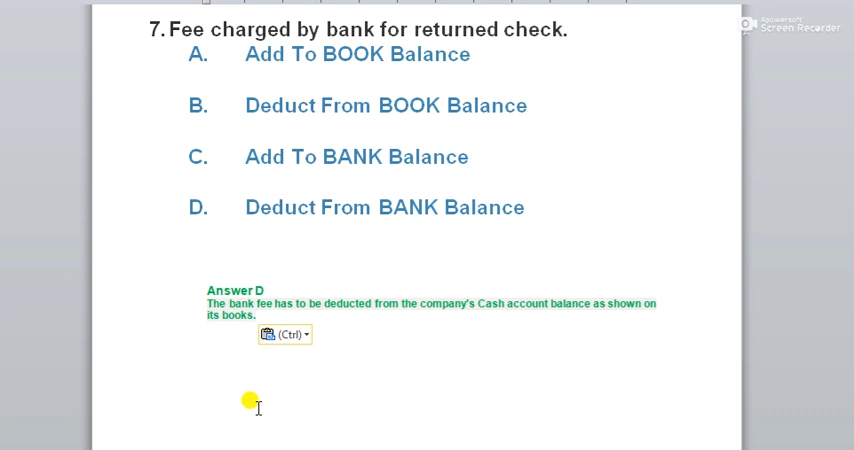 Apowersoft
Screen Recorder
7. Fee charged by bank for returned check.
A. Add To BOOK Balance
B. Deduct From BOOK Balance
C. Add To BANK Balance
D. Deduct From BANK Balance
Answer D
The bank fee has to be deducted from the company's Cash account balance as shown on
its books.
(Ctrl)